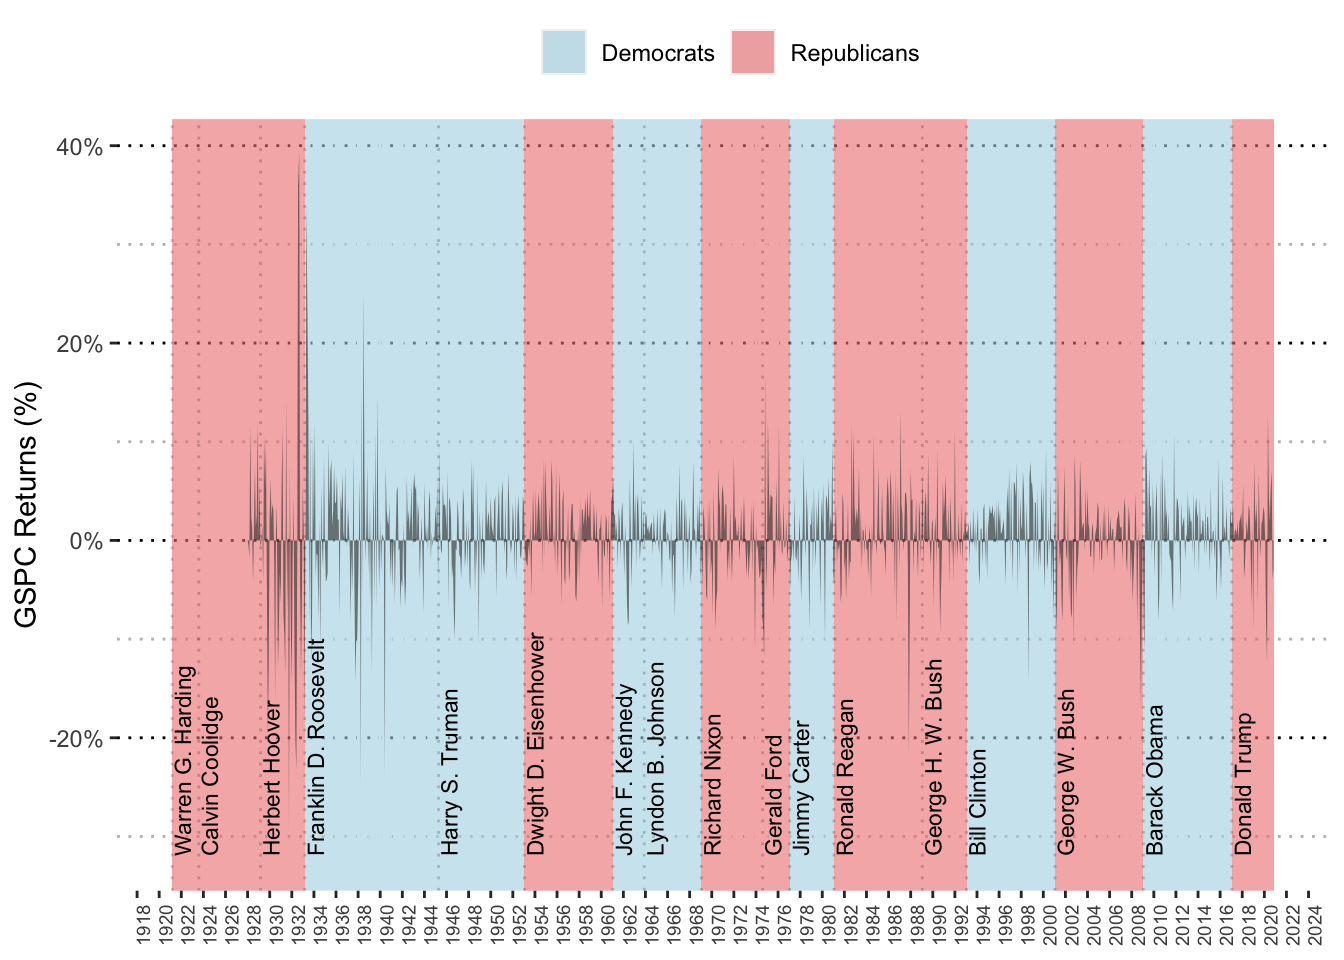 Democrats
Republicans
GSPC Returns (%)
40%
20%
0%
-20%
Warren G. Harding
Calvin Coolidge
Herbert Hoover
Franklin D. Roosevelt
Harry S. Truman
Dwight D. Eisenhower
John F. Kennedy
Lyndon B. Johnson
Richard Nixon
Gerald Ford
Jimmy Carter
Ronald Reagan
George H. W. Bush
Bill Clinton
George W. Bush
Barack Obama
Donald Trump
1918
1920
1922
1924
1926
1928
1930
1932
1934
1936
1938
1940
1942
1944
1946
1948
1950
1952
1954
1956
1958
1960
1962
1964
1966
1968
1970
1972
1974
1976
1978
1980
1982
1984
1986
1988
1990
1992
1994
1996
1998
2000
2002
2004
2006
2008
2010
2012
2014
2016
2018
2020
2022
2024